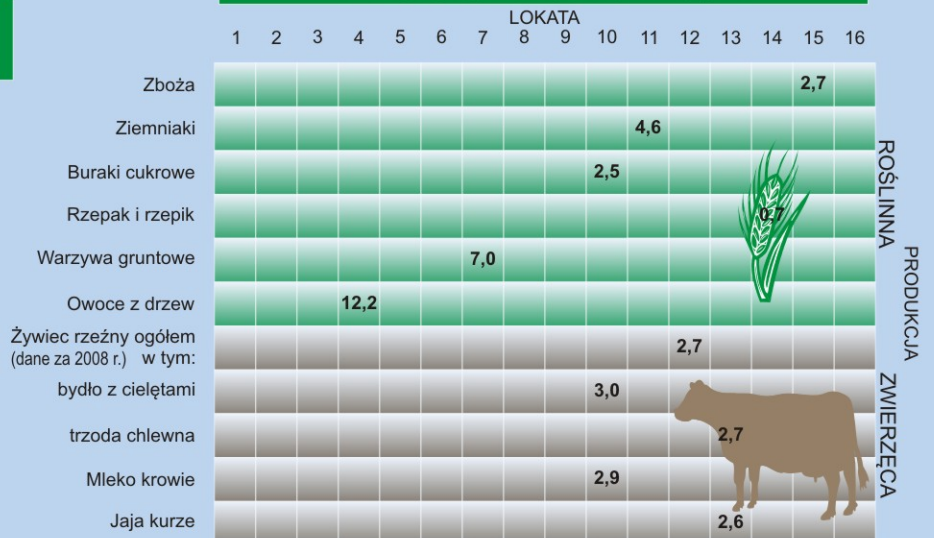 LOKATA
1 2 3 4 5 6 7 8 9 10 11 12 13 14 15 16
Zboża 2,7
Ziemniaki 4,6
Buraki cukrowe 2,5
Rzepak i rzepik 0,7
Warzywa gruntowe 7,0
Owoce z drzew 12,2
Żywiec rzeźny ogółem
(dane za 2008 r.) w tym: 2,7
bydło z cielętami 3,0
trzoda chlewna 2,7
Mleko krowie 2,9
Jaja kurze 2,6
ROŚLINNA
PRODUKCJA
ZWIERZĘCA